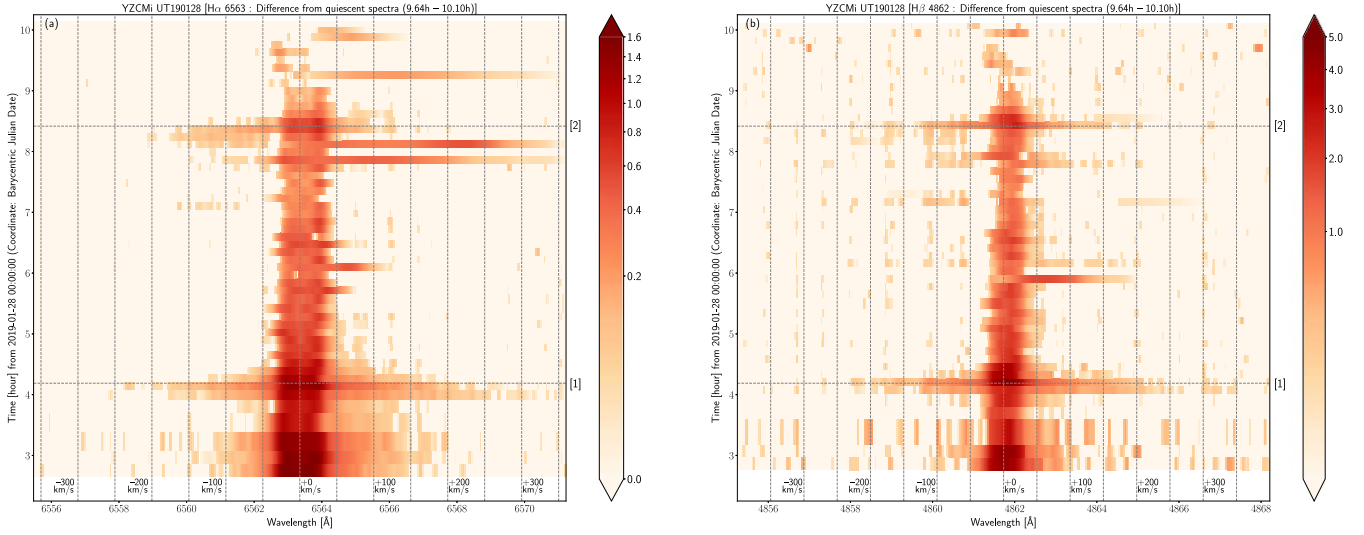 YZCMi UT190128 [Hα 6563 : Difference from quiescent spectra (9.64h − 10.10h)]
(a)
Time [hour] from 2019-01-28 00:00:00 (Coordinate: Barycentric Julian Date)
10
9
8
7
6
5
4
3
[2]
[1]
−300 −200 −100 +0 +100 +200 +300
km/s km/s km/s km/s km/s km/s km/s
6556 6558 6560 6562 6564 6566 6568 6570
Wavelength [Å]
1.6
1.4
1.2
1.0
0.8
0.6
0.4
0.2
0.0
YZCMi UT190128 [Hβ 4862 : Difference from quiescent spectra (9.64h − 10.10h)]
(b)
Time [hour] from 2019-01-28 00:00:00 (Coordinate: Barycentric Julian Date)
10
9
8
7
6
5
4
3
[2]
[1]
−300 −200 −100 +0 +100 +200 +300
km/s km/s km/s km/s km/s km/s km/s
4856 4858 4860 4862 4864 4866 4868
Wavelength [Å]
5.0
4.0
3.0
2.0
1.0
0.0